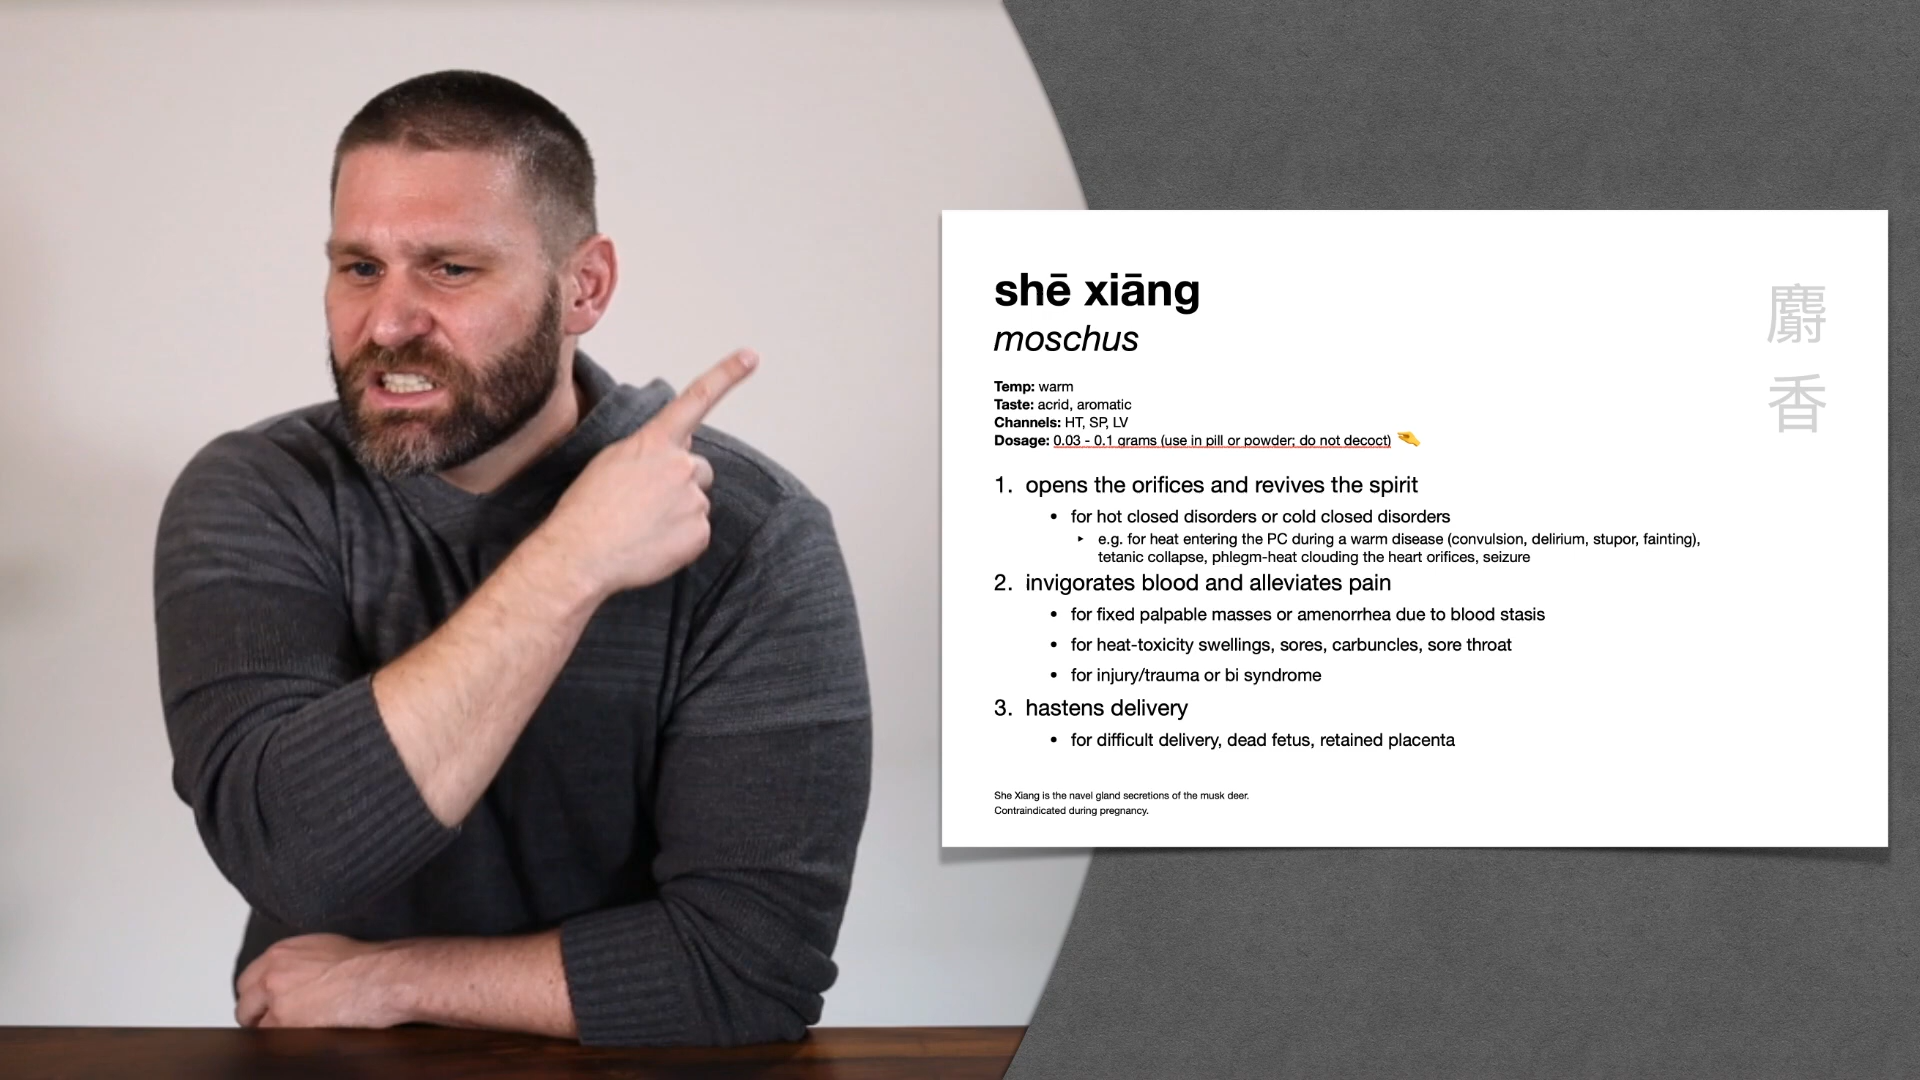 shē xiāng
moschus
麝
香
Temp: warm
Taste: acrid, aromatic
Channels: HT, SP, LV
Dosage: 0.03 - 0.1 grams (use in pill or powder; do not decoct)
1. opens the orifices and revives the spirit
• for hot closed disorders or cold closed disorders
‣ e.g. for heat entering the PC during a warm disease (convulsion, delirium, stupor, fainting),
tetanic collapse, phlegm-heat clouding the heart orifices, seizure
2. invigorates blood and alleviates pain
• for fixed palpable masses or amenorrhea due to blood stasis
• for heat-toxicity swellings, sores, carbuncles, sore throat
• for injury/trauma or bi syndrome
3. hastens delivery
• for difficult delivery, dead fetus, retained placenta
She Xiang is the navel gland secretions of the musk deer.
Contraindicated during pregnancy.